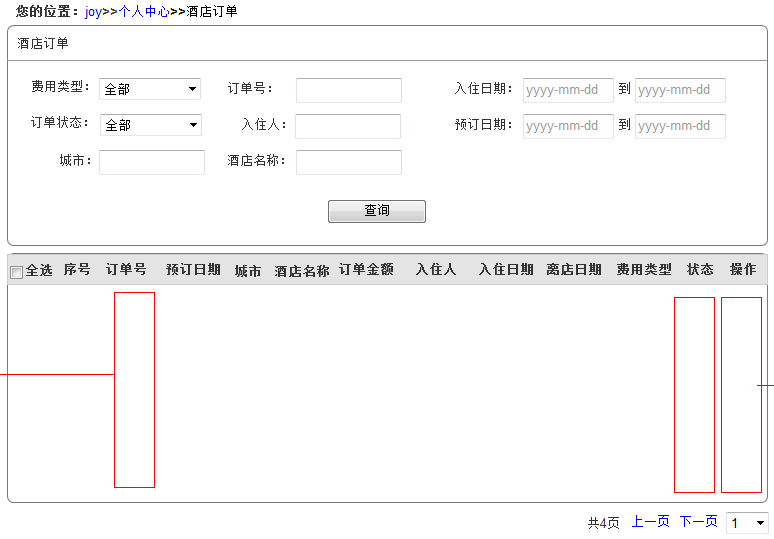 您的位置：joy>>个人中心>>酒店订单
酒店订单
费用类型： 全部 订单号： 入住日期： yyyy-mm-dd 到 yyyy-mm-dd
订单状态： 全部 入住人： 预订日期： yyyy-mm-dd 到 yyyy-mm-dd
城市： 酒店名称：
查询
全选 序号 订单号 预订日期 城市 酒店名称 订单金额 入住人 入住日期 离店日期 费用类型 状态 操作
共4页 上一页 下一页 1